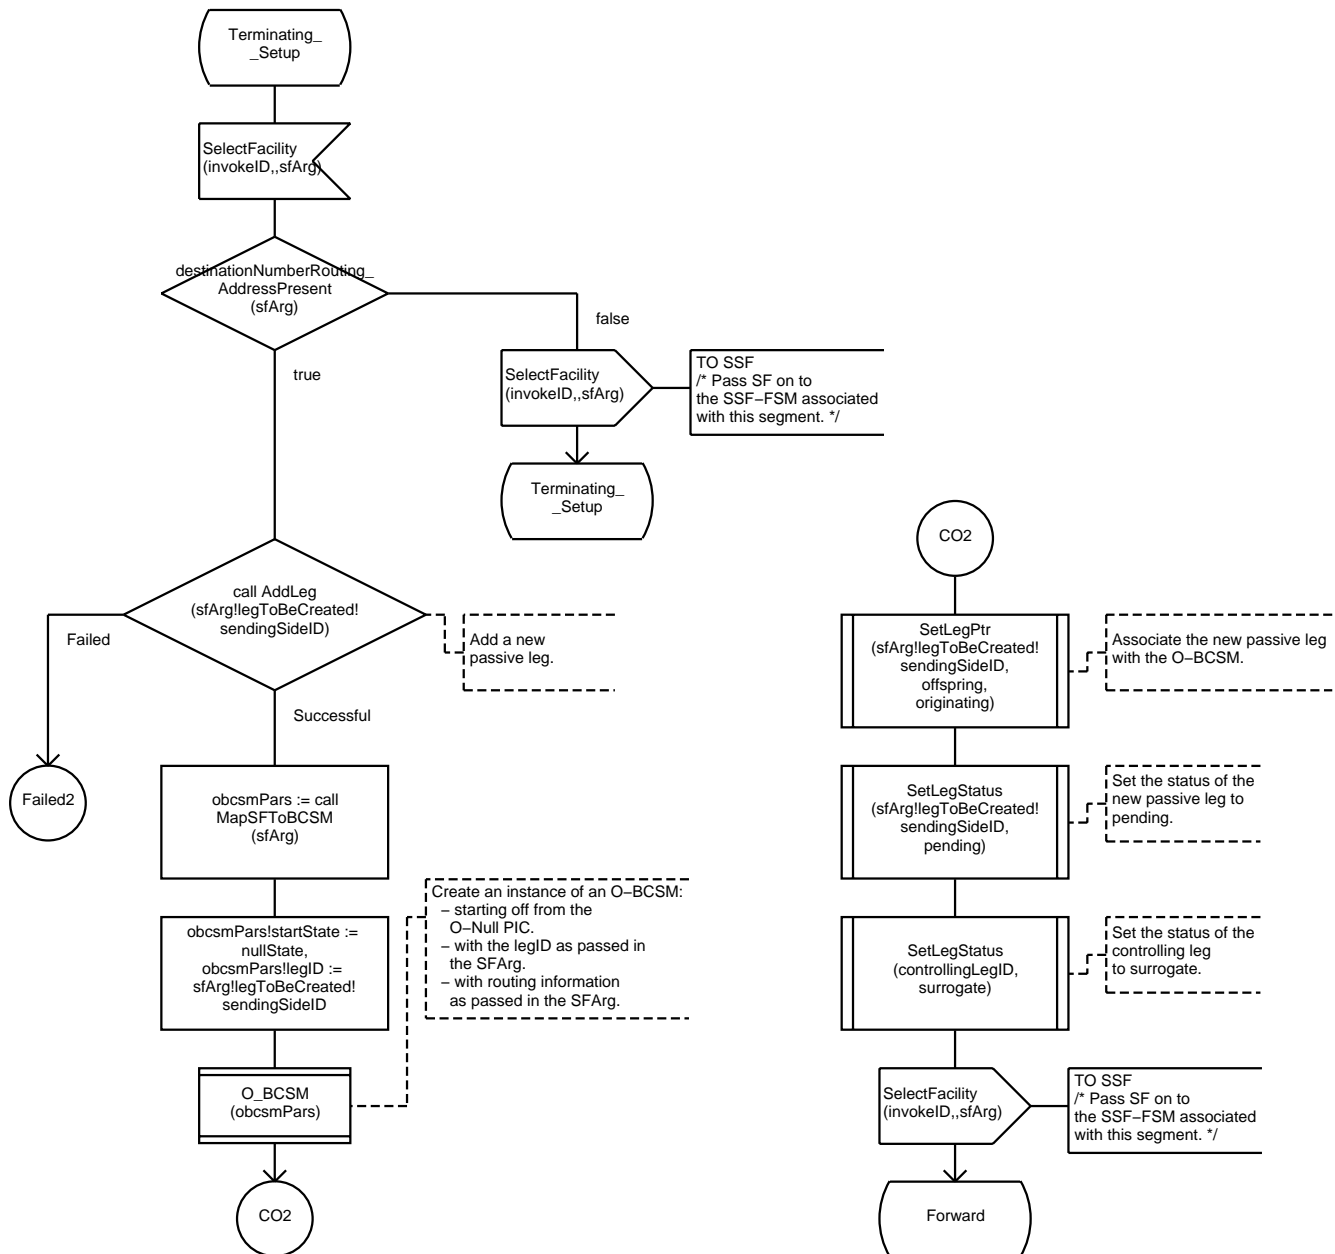 Terminating_
_Setup
SelectFacility
(invokeID,,sfArg)
destinationNumberRouting_
AddressPresent
(sfArg)
false
true
SelectFacility
(invokeID,,sfArg)
TO SSF
/* Pass SF on to
the SSF–FSM associated
with this segment. */
Terminating_
_Setup
call AddLeg
(sfArg!legToBeCreated!
sendingSideID)
Failed
Add a new
passive leg.
Successful
Failed2
obcsmPars := call
MapSFToBCSM
(sfArg)
obcsmPars!startState :=
nullState,
obcsmPars!legID :=
sfArg!legToBeCreated!
sendingSideID
Create an instance of an O–BCSM:
– starting off from the
O–Null PIC.
– with the legID as passed in
the SFArg.
– with routing information
as passed in the SFArg.
O_BCSM
(obcsmPars)
CO2
CO2
SetLegPtr
(sfArg!legToBeCreated!
sendingSideID,
offspring,
originating)
Associate the new passive leg
with the O–BCSM.
SetLegStatus
(sfArg!legToBeCreated!
sendingSideID,
pending)
Set the status of the
new passive leg to
pending.
SetLegStatus
(controllingLegID,
surrogate)
Set the status of the
controlling leg
to surrogate.
SelectFacility
(invokeID,,sfArg)
TO SSF
/* Pass SF on to
the SSF–FSM associated
with this segment. */
Forward